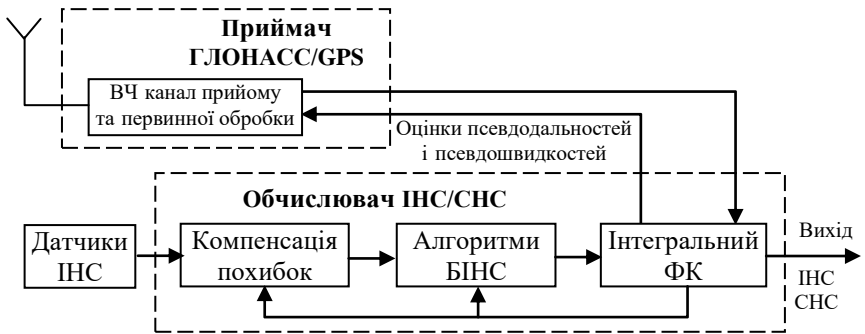 Приймач
ГЛОНАСС/GPS
ВЧ канал прийому
та первинної обробки
Оцінки псевдодальностей
і псевдошвидкостей
Обчислювач ІНС/СНС
Датчики
ІНС
Компенсація
похибок
Алгоритми
БІНС
Інтегральний
ФК
Вихід
ІНС
СНС